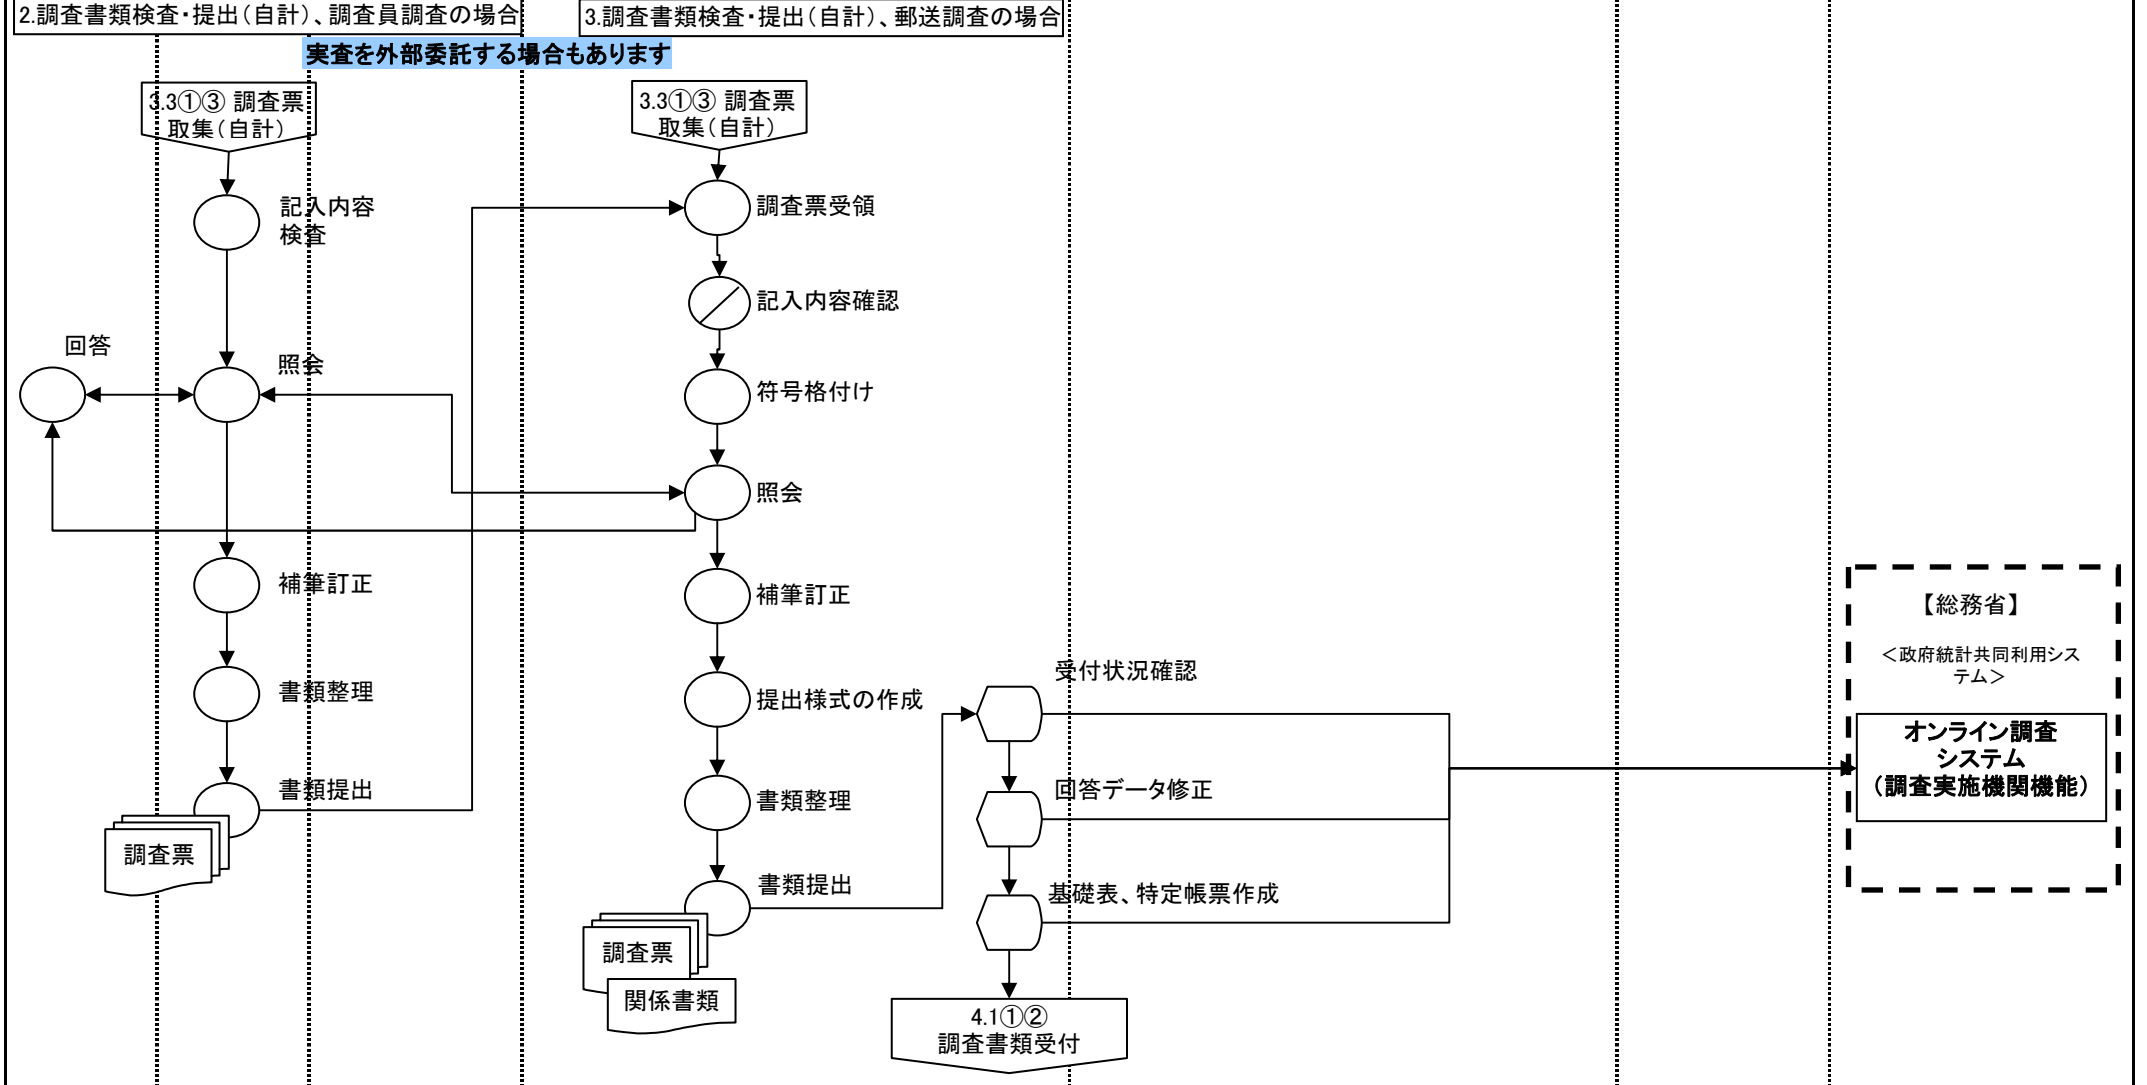 2.調査書類検査・提出（自計）、調査員調査の場合
3.調査書類検査・提出（自計）、郵送調査の場合
実査を外部委託する場合もあります
3.3①③ 調査票
取集（自計）
3.3①③ 調査票
取集（自計）
記入内容
検査
調査票受領
記入内容確認
回答
照会
符号格付け
照会
補筆訂正
補筆訂正
書類整理
提出様式の作成
書類提出
書類整理
調査票
書類提出
調査票
関係書類
受付状況確認
回答データ修正
基礎表、特定帳票作成
4.1①②
調査書類受付
【総務省】
＜政府統計共同利用シス
テム＞
オンライン調査
システム
（調査実施機関機能）